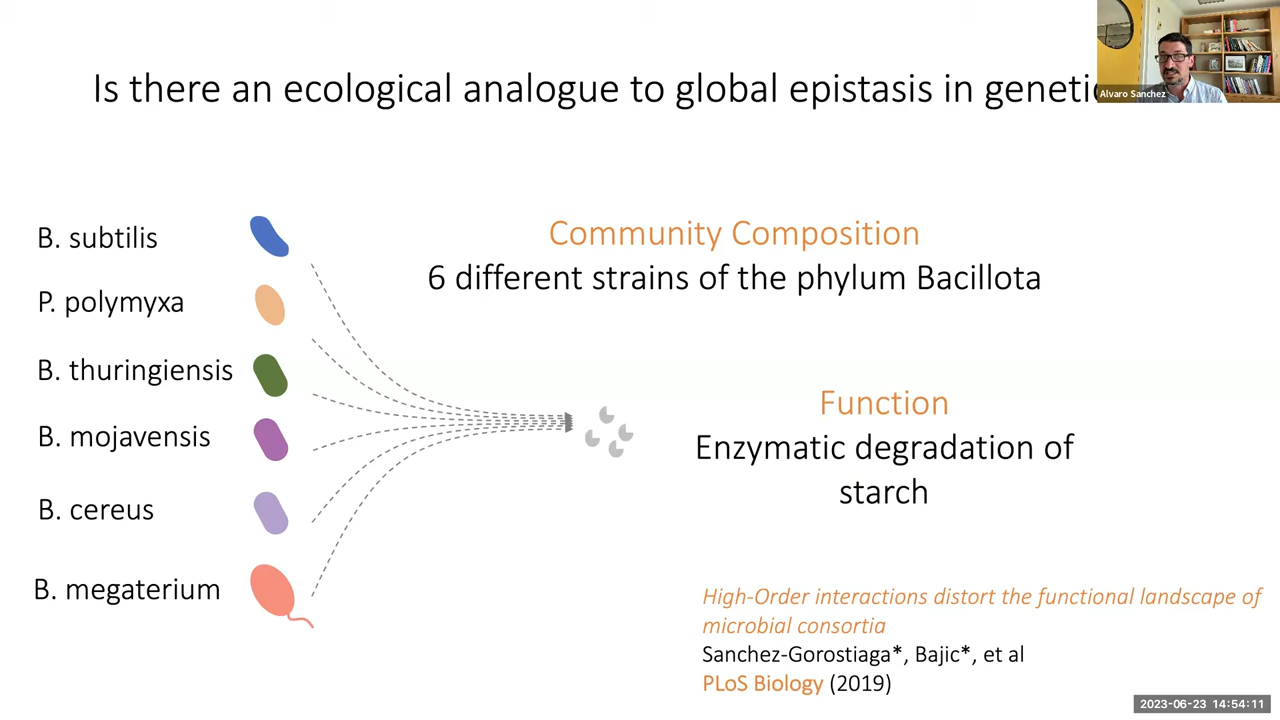 Is there an ecological analogue to global epistasis in genetic
Alvaro Sanchez
B. subtilis
P. polymyxa
B. thuringiensis
B. mojavensis
B. cereus
B. megaterium
Community Composition
6 different strains of the phylum Bacillota
Function
Enzymatic degradation of
starch
High-Order interactions distort the functional landscape of
microbial consortia
Sanchez-Gorostiaga*, Bajic*, et al
PLoS Biology (2019)
2023-06-23 14:54:11